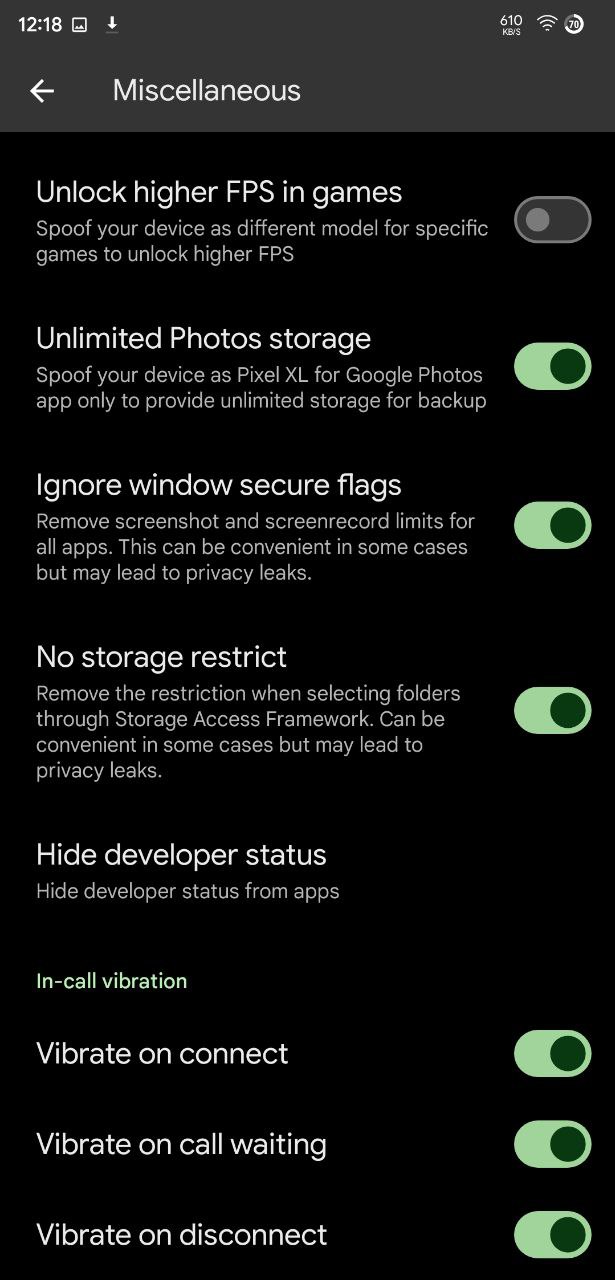 12:18
610
KB/S
70
Miscellaneous
Unlock higher FPS in games
Spoof your device as different model for specific
games to unlock higher FPS
Unlimited Photos storage
Spoof your device as Pixel XL for Google Photos
app only to provide unlimited storage for backup
Ignore window secure flags
Remove screenshot and screenrecord limits for
all apps. This can be convenient in some cases
but may lead to privacy leaks.
No storage restrict
Remove the restriction when selecting folders
through Storage Access Framework. Can be
convenient in some cases but may lead to
privacy leaks.
Hide developer status
Hide developer status from apps
In-call vibration
Vibrate on connect
Vibrate on call waiting
Vibrate on disconnect